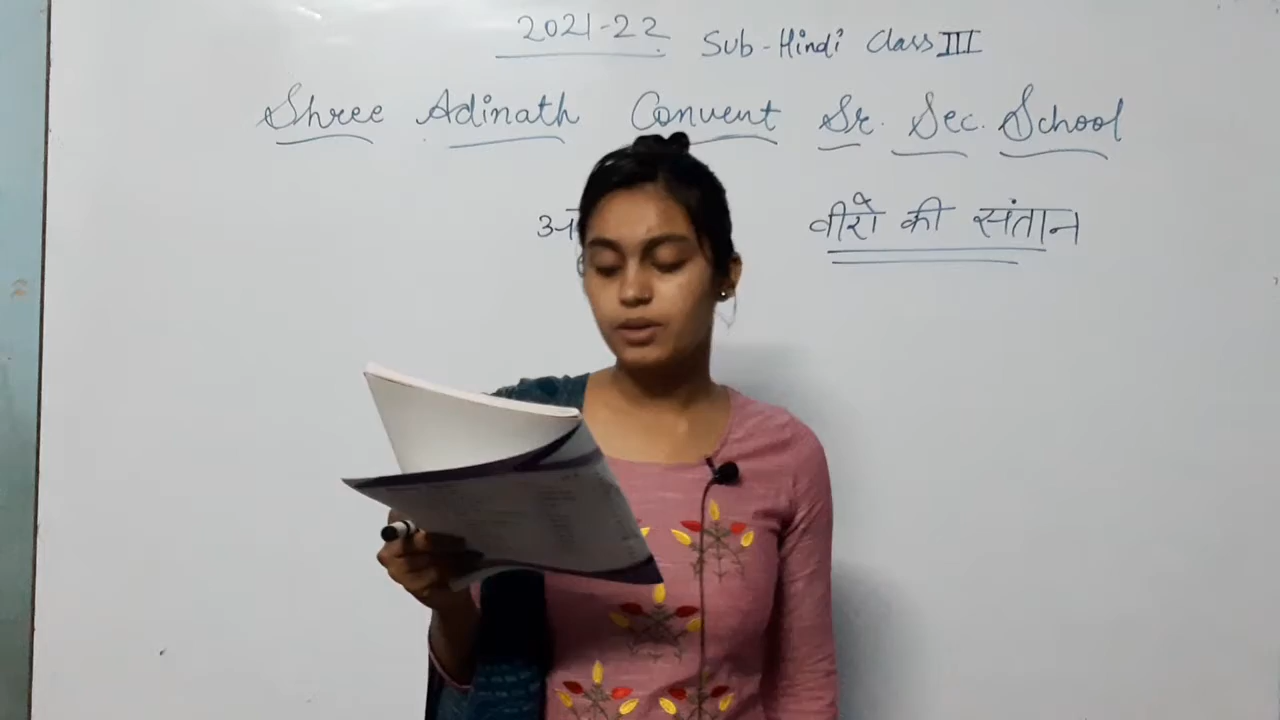 2021-22
Sub-Hindi Class III
Shree Adinath Convent Sr. Sec. School
वीरो की संतान